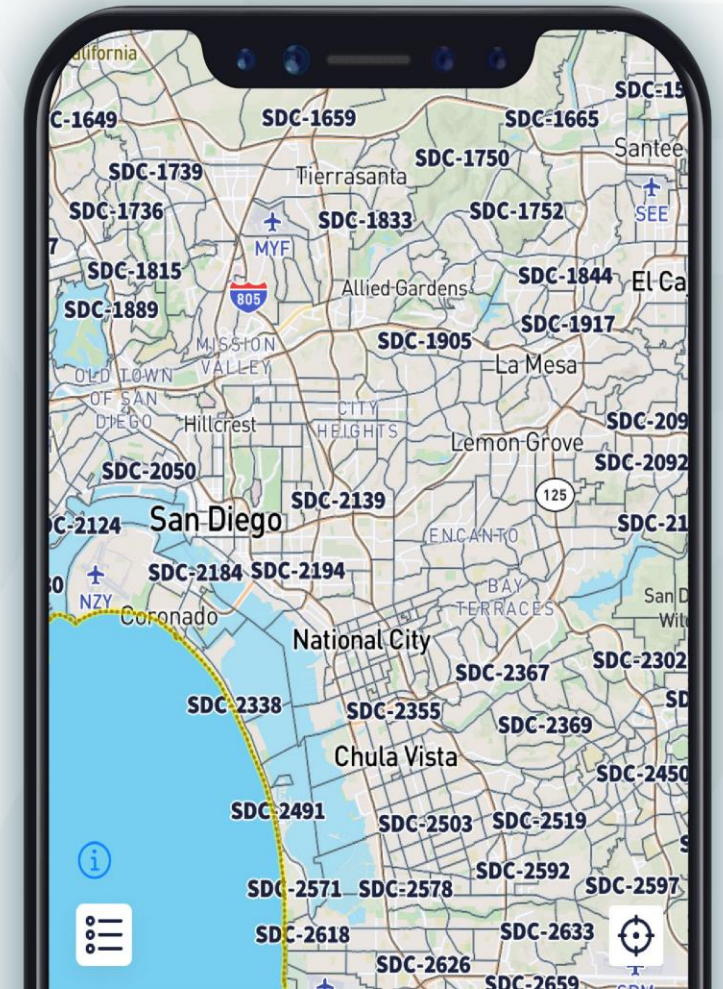 alifornia
SDC-15
C-1649
SDC-1659
SDC-1665
Santee
SDC-1739
SDC-1750
Tierrasanta
SDC-1736
SDC-1833
SDC-1752
SEE
7
MYF
SDC-1815
SDC-1844
El Ca
Allied Gardens
805
SDC-1889
SDC-1917
MISSION
VALLEY
SDC-1905
La Mesa
OLD TOWN
OF SAN
DIEGO
Hillcrest
CITY
HEIGHTS
SDC-209
Lemon Grove
SDC-2092
SDC-2050
125
SDC-2139
San Diego
C-2124
SDC-21
ENCANTO
SDC-2184
SDC-2194
BAY
TERRACES
NZY
San D
Wil
Coronado
National City
SDC-2302
SDC-2367
SDC-2338
SDC-2355
SD
SDC-2369
Chula Vista
SDC-2450
SDC-2491
SDC-2503
SDC-2519
SDC-2592
SDC-2571
SDC-2578
SDC-2597
SDC-2618
SDC-2633
SDC-2626
SDC-2659